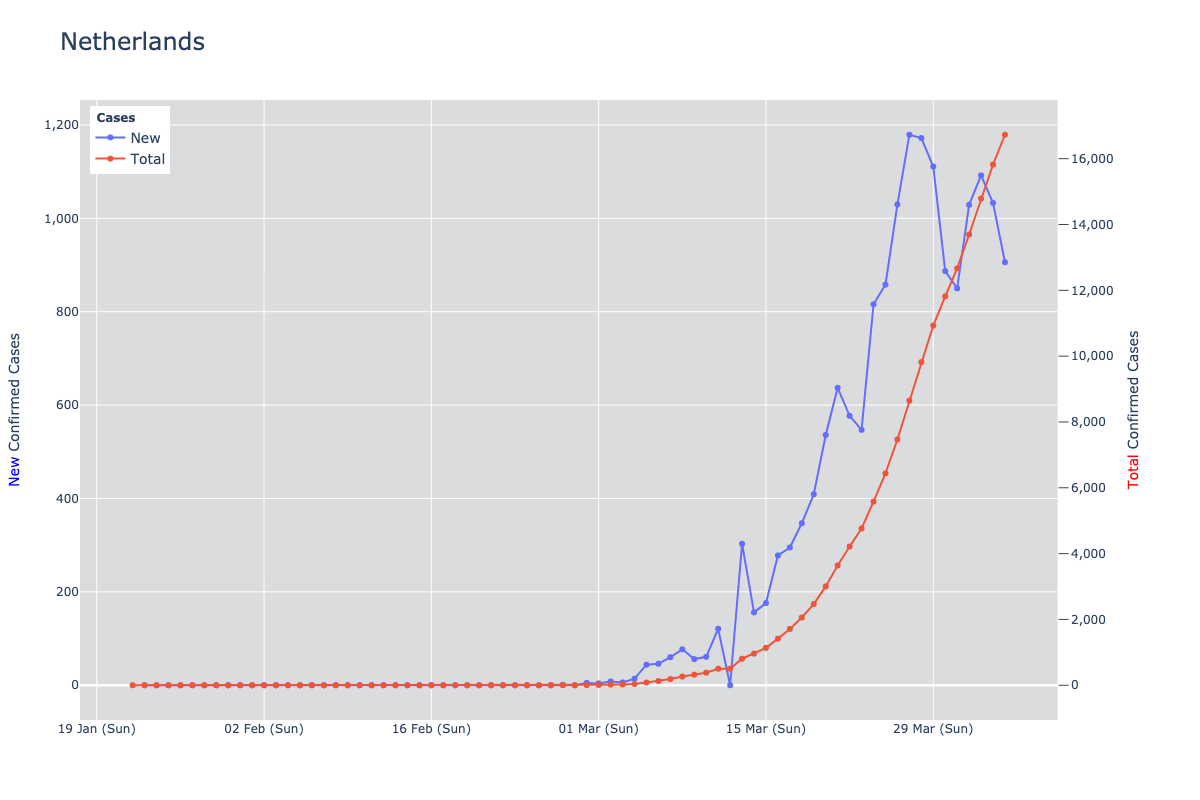 Netherlands
Cases
New
Total
1,200
1,000
800
600
400
200
0
New Confirmed Cases
16,000
14,000
12,000
10,000
8,000
6,000
4,000
2,000
0
Total Confirmed Cases
19 Jan (Sun) 02 Feb (Sun) 16 Feb (Sun) 01 Mar (Sun) 15 Mar (Sun) 29 Mar (Sun)